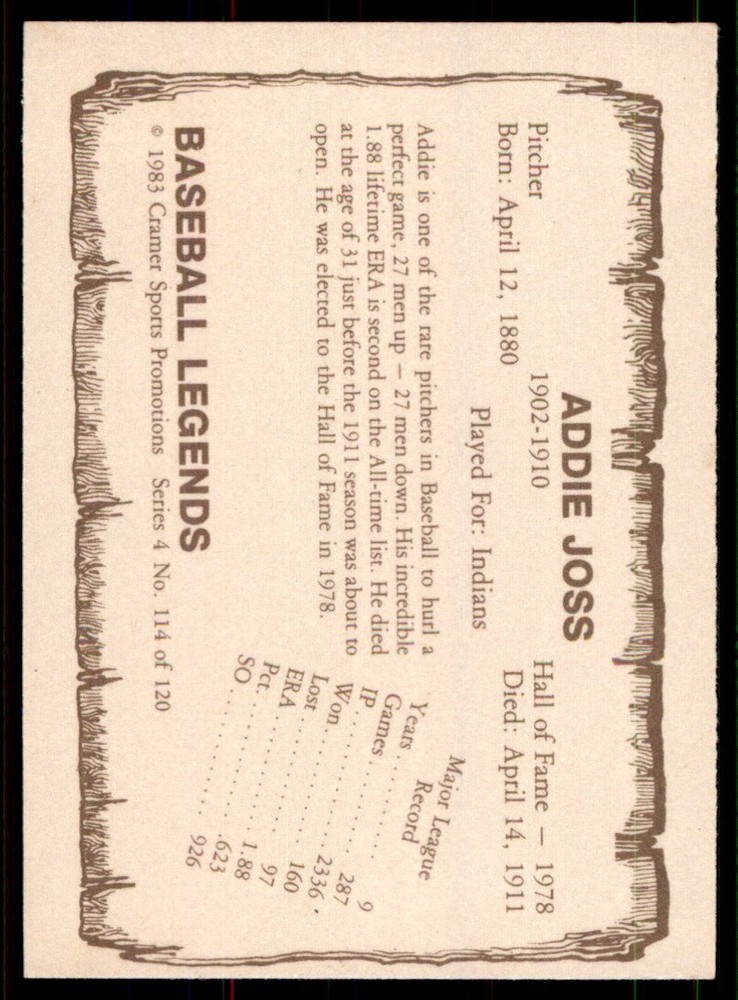 ADDIE JOSS
Pitcher 1902-1910 Hall of Fame — 1978
Born: April 12, 1880 Died: April 14, 1911
Played For: Indians
Addie is one of the rare pitchers in Baseball to hurl a
perfect game, 27 men up — 27 men down. His incredible
1.88 lifetime ERA is second on the All-time list. He died
at the age of 31 just before the 1911 season was about to
open. He was elected to the Hall of Fame in 1978.
Major League
Record
Years . . . . . . . . . . 9
Games . . . . . . . . . . 287
IP . . . . . . . . . . 2336
Won . . . . . . . . . . 160
Lost . . . . . . . . . . 97
ERA . . . . . . . . . . 1.88
Pct. . . . . . . . . . . .623
SO . . . . . . . . . . 926
BASEBALL LEGENDS
© 1983 Cramer Sports Promotions Series 4 No. 114 of 120